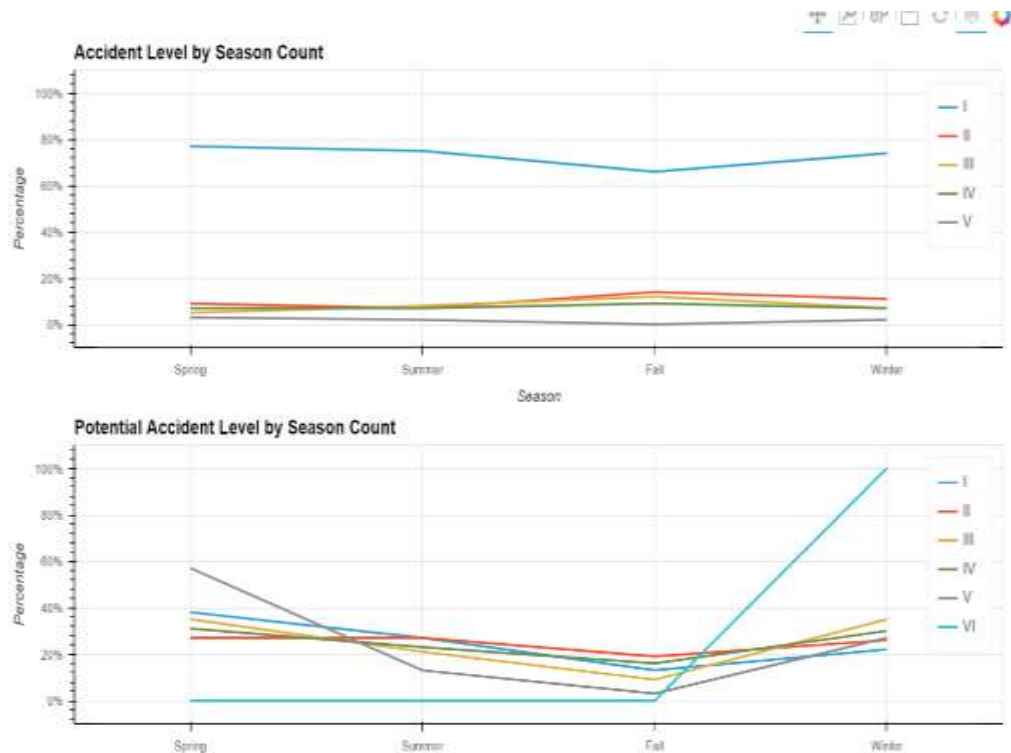 Accident Level by Season Count
100%
80%
60%
40%
20%
0%
Percentage
I
II
III
IV
V
Spring
Summer
Fall
Winter
Season
Potential Accident Level by Season Count
100%
80%
60%
40%
20%
0%
Percentage
I
II
III
IV
V
VI
Spring
Summer
Fall
Winter